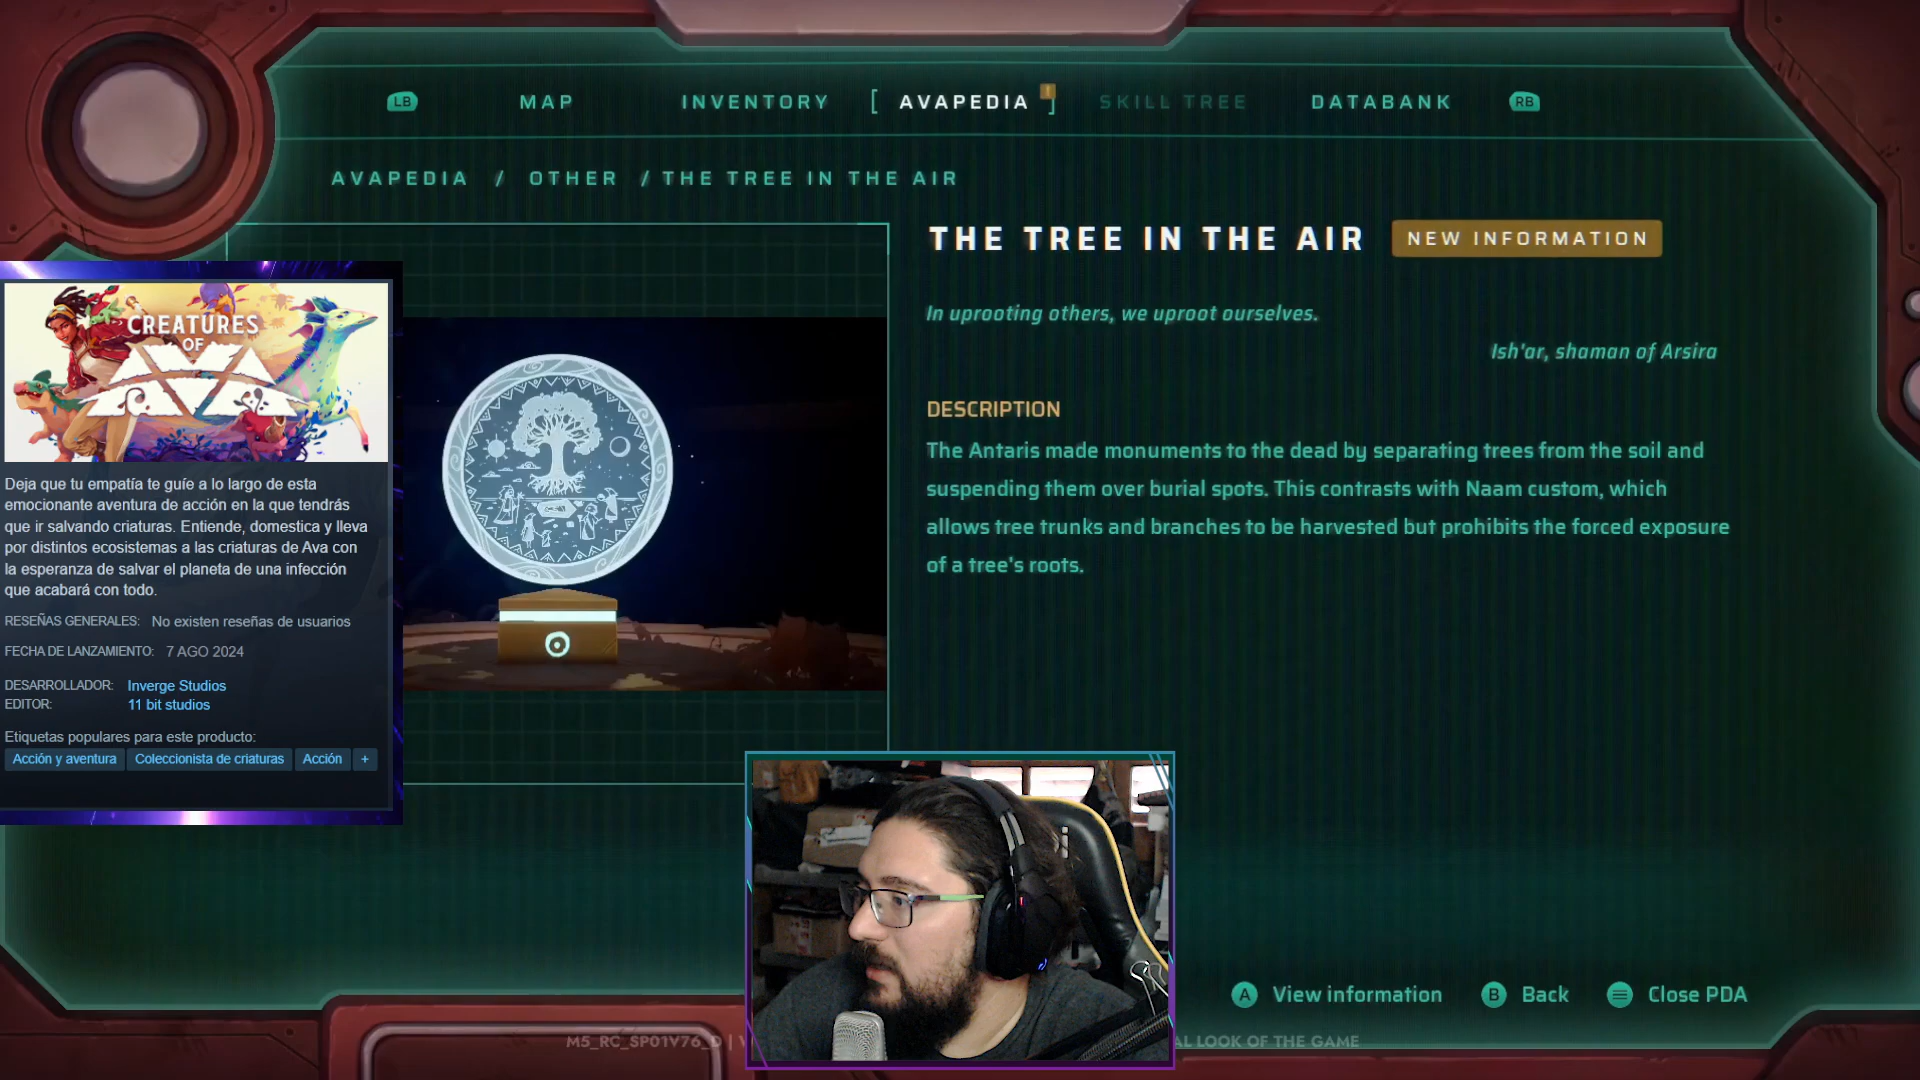 LB
MAP
INVENTORY
[ AVAPEDIA ! ]
SKILL TREE
DATABANK
RB
AVAPEDIA / OTHER / THE TREE IN THE AIR
THE TREE IN THE AIR
NEW INFORMATION
In uprooting others, we uproot ourselves.
Ish'ar, shaman of Arsira
DESCRIPTION
The Antaris made monuments to the dead by separating trees from the soil and
suspending them over burial spots. This contrasts with Naam custom, which
allows tree trunks and branches to be harvested but prohibits the forced exposure
of a tree's roots.
CREATURES
OF
AVA
Deja que tu empatía te guíe a lo largo de esta
emocionante aventura de acción en la que tendrás
que ir salvando criaturas. Entiende, domestica y lleva
por distintos ecosistemas a las criaturas de Ava con
la esperanza de salvar el planeta de una infección
que acabará con todo.
RESEÑAS GENERALES: No existen reseñas de usuarios
FECHA DE LANZAMIENTO: 7 AGO 2024
DESARROLLADOR: Inverge Studios
EDITOR: 11 bit studios
Etiquetas populares para este producto:
Acción y aventura
Coleccionista de criaturas
Acción
+
A View information
B Back
Close PDA
M5_RC_SP01V76_D |
AL LOOK OF THE GAME